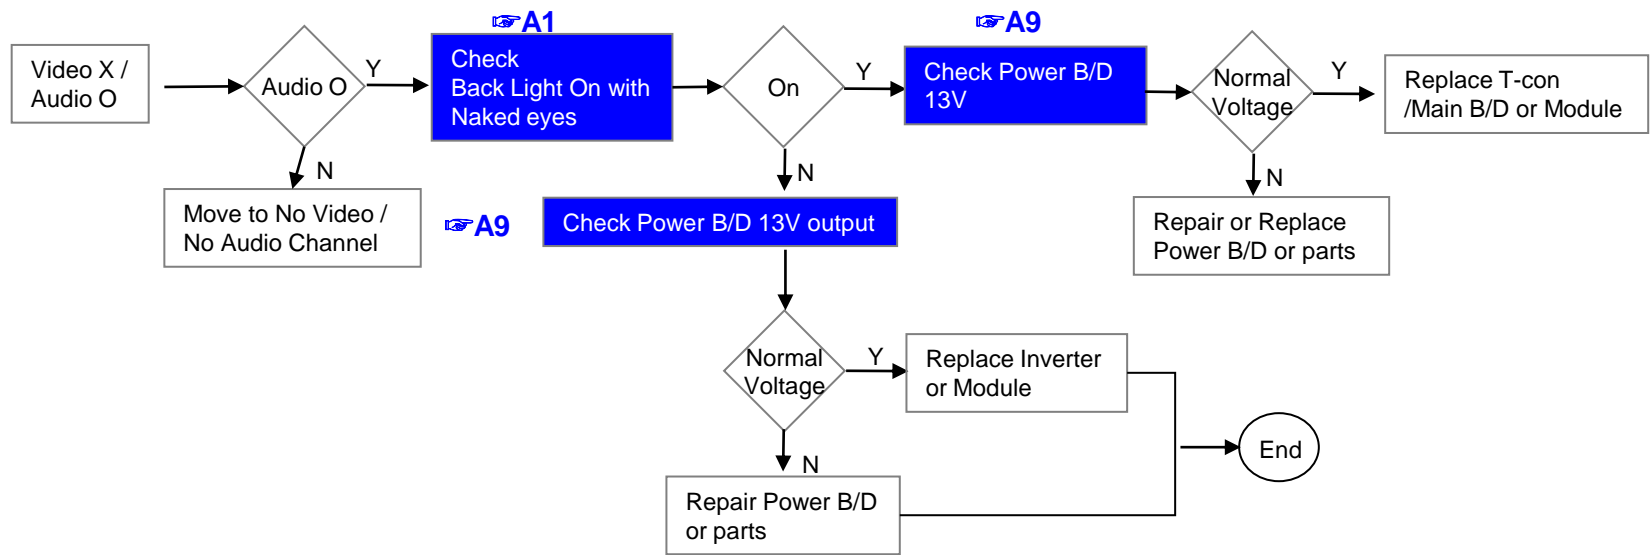 ☞A1
☞A9
Video X /
Audio O
Audio O
Y
Check
Back Light On with
Naked eyes
On
Y
Check Power B/D
13V
Normal
Voltage
Y
Replace T-con
/Main B/D or Module
N
Move to No Video /
No Audio Channel
N
☞A9
Check Power B/D 13V output
N
Repair or Replace
Power B/D or parts
Normal
Voltage
Y
Replace Inverter
or Module
N
Repair Power B/D
or parts
End